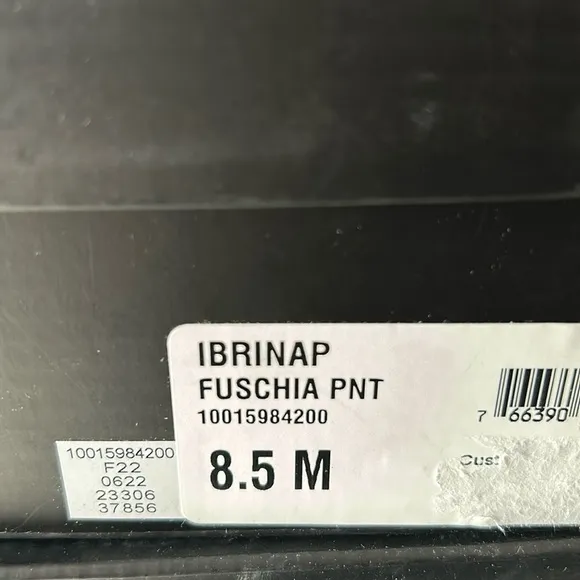 IBRINAP
FUSCHIA PNT
10015984200
8.5 M
7 66390
Cust
10015984200
F22
0622
23306
37856